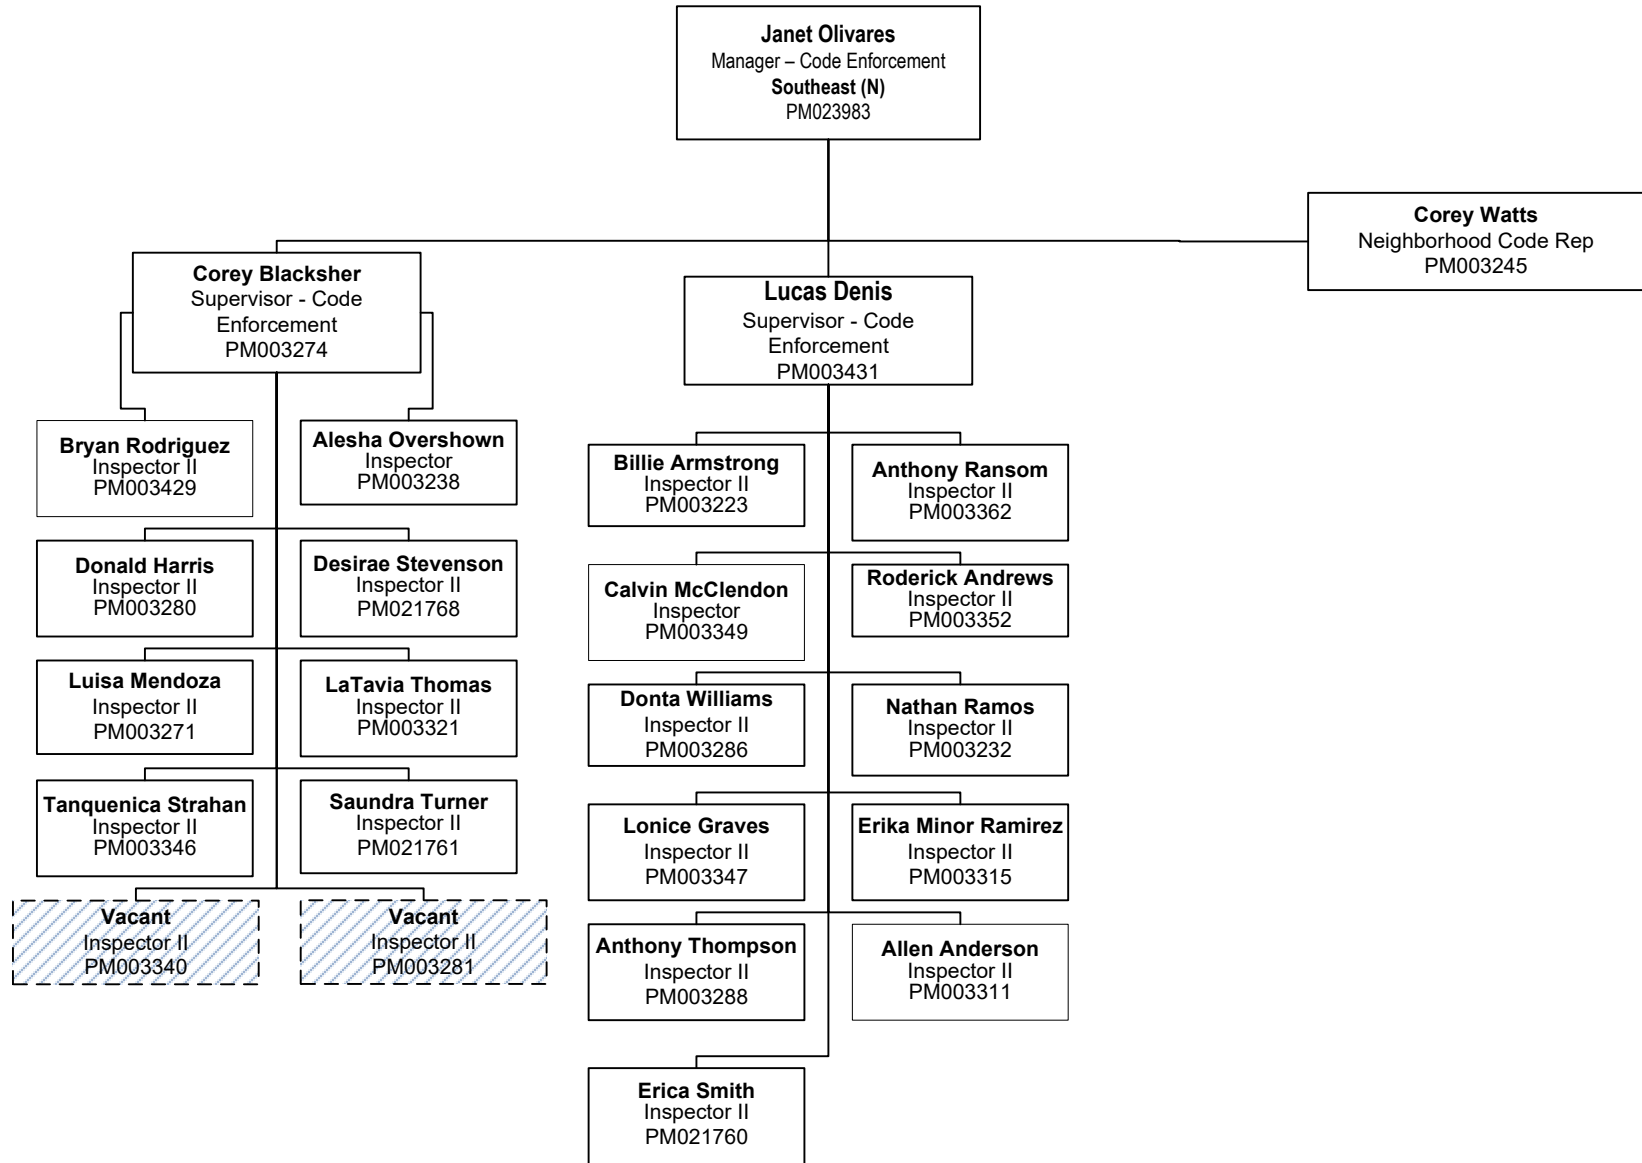 Janet Olivares
Manager – Code Enforcement
Southeast (N)
PM023983
Corey Watts
Neighborhood Code Rep
PM003245
Corey Blacksher
Supervisor - Code
Enforcement
PM003274
Lucas Denis
Supervisor - Code
Enforcement
PM003431
Bryan Rodriguez
Inspector II
PM003429
Alesha Overshown
Inspector
PM003238
Donald Harris
Inspector II
PM003280
Desirae Stevenson
Inspector II
PM021768
Luisa Mendoza
Inspector II
PM003271
LaTavia Thomas
Inspector II
PM003321
Tanquenica Strahan
Inspector II
PM003346
Saundra Turner
Inspector II
PM021761
Vacant
Inspector II
PM003340
Vacant
Inspector II
PM003281
Billie Armstrong
Inspector II
PM003223
Anthony Ransom
Inspector II
PM003362
Calvin McClendon
Inspector
PM003349
Roderick Andrews
Inspector II
PM003352
Donta Williams
Inspector II
PM003286
Nathan Ramos
Inspector II
PM003232
Lonice Graves
Inspector II
PM003347
Erika Minor Ramirez
Inspector II
PM003315
Anthony Thompson
Inspector II
PM003288
Allen Anderson
Inspector II
PM003311
Erica Smith
Inspector II
PM021760